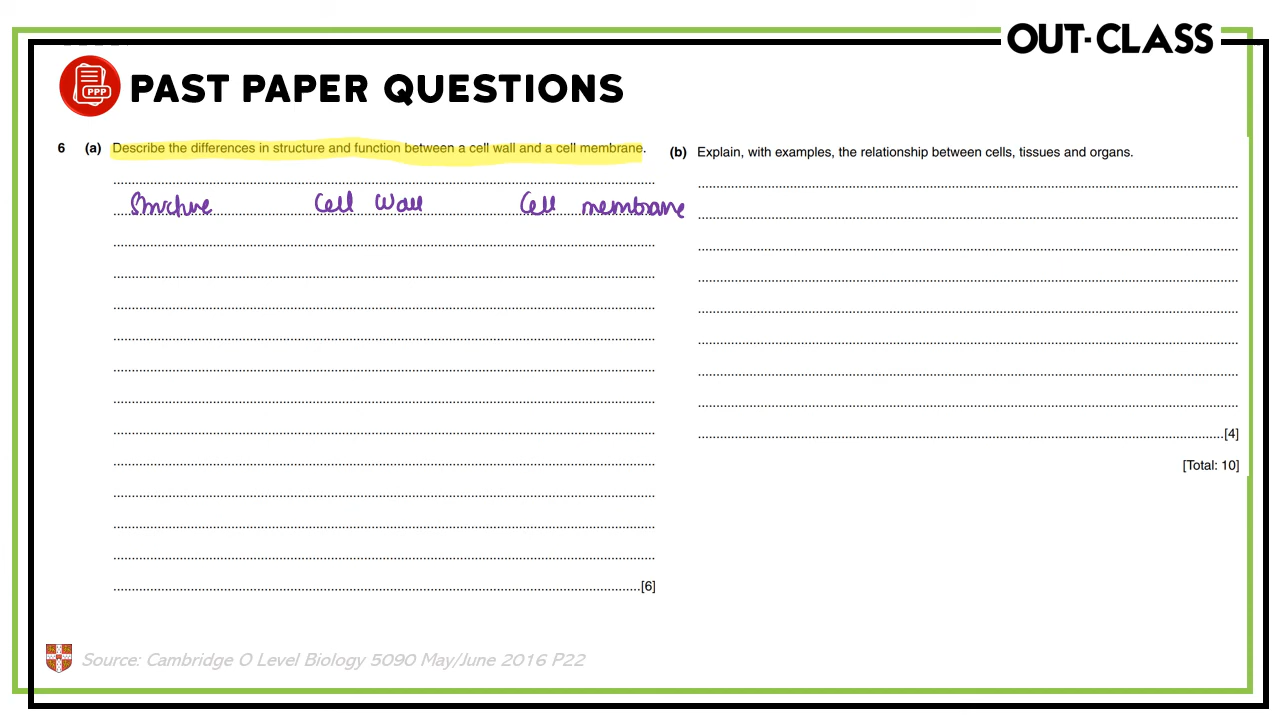 OUT-CLASS
PPP
PAST PAPER QUESTIONS
6 (a) Describe the differences in structure and function between a cell wall and a cell membrane.
Structure Cell Wall Cell membrane
[6]
(b) Explain, with examples, the relationship between cells, tissues and organs.
[4]
[Total: 10]
Source: Cambridge O Level Biology 5090 May/June 2016 P22